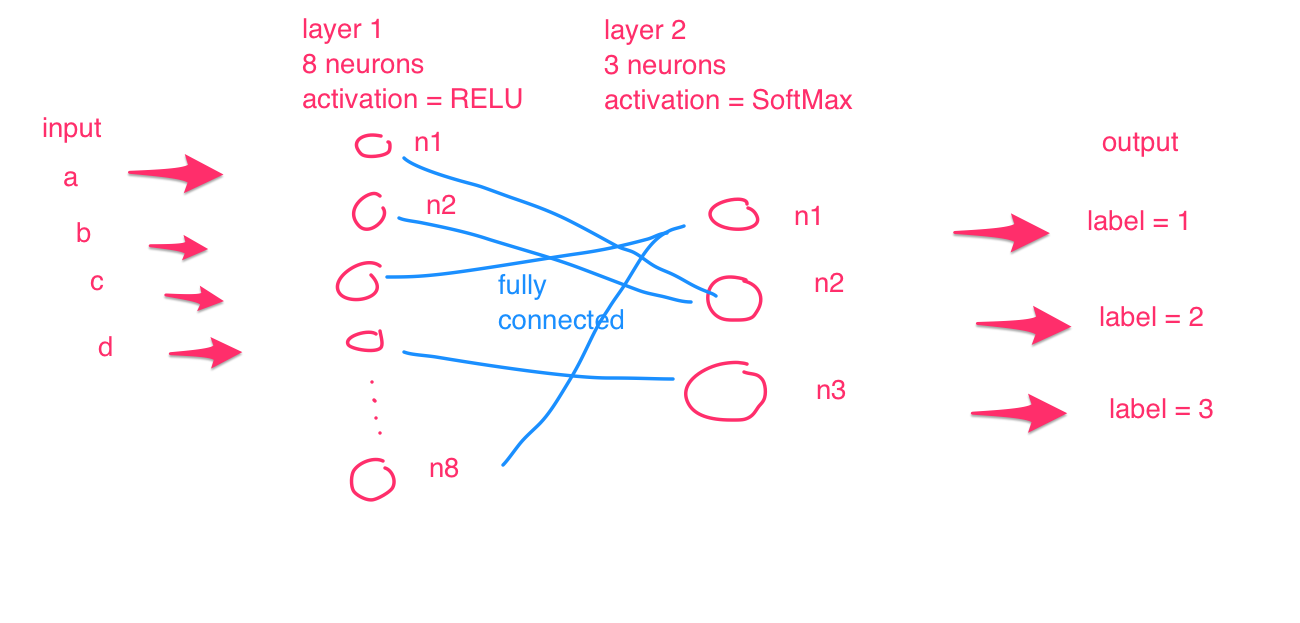 layer 1
8 neurons
activation = RELU
layer 2
3 neurons
activation = SoftMax
input
a
b
c
d
n1
n2
n8
fully
connected
n1
n2
n3
output
label = 1
label = 2
label = 3